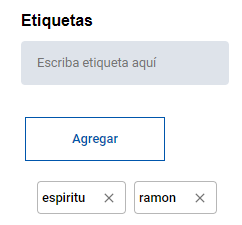 Etiquetas
Escriba etiqueta aquí
Agregar
espiritu × ramon ×